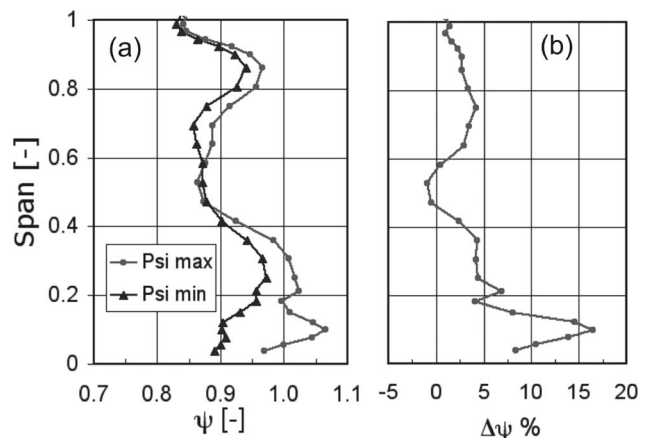 (a)
(b)
Span [-]
1
0.8
0.6
0.4
0.2
0
Psi max
Psi min
0.7 0.8 0.9 1.0 1.1
ψ [-]
-5 0 5 10 15 20
Δψ %